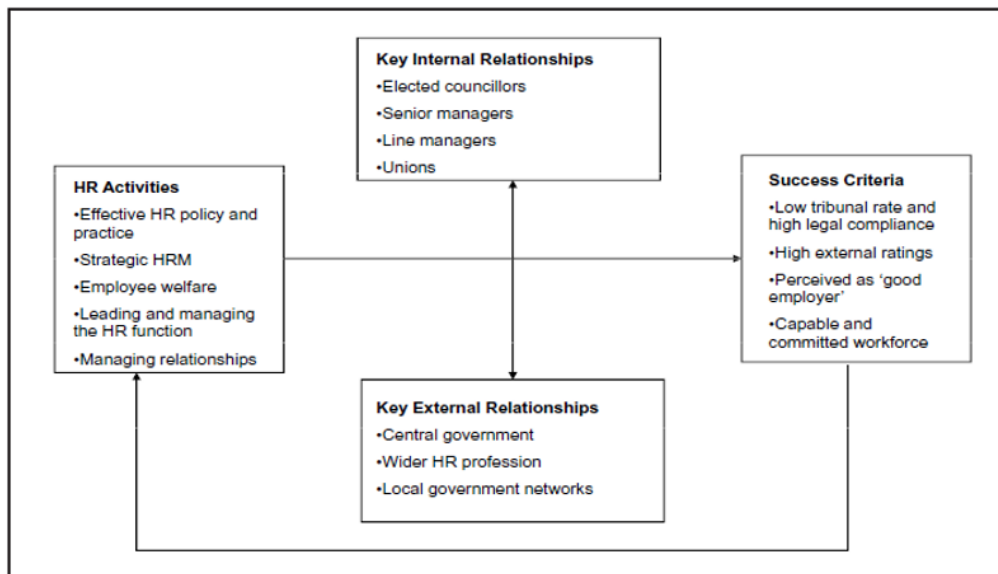 Key Internal Relationships
•Elected councillors
•Senior managers
•Line managers
•Unions
HR Activities
•Effective HR policy and
practice
•Strategic HRM
•Employee welfare
•Leading and managing
the HR function
•Managing relationships
Success Criteria
•Low tribunal rate and
high legal compliance
•High external ratings
•Perceived as ‘good
employer’
•Capable and
committed workforce
Key External Relationships
•Central government
•Wider HR profession
•Local government networks